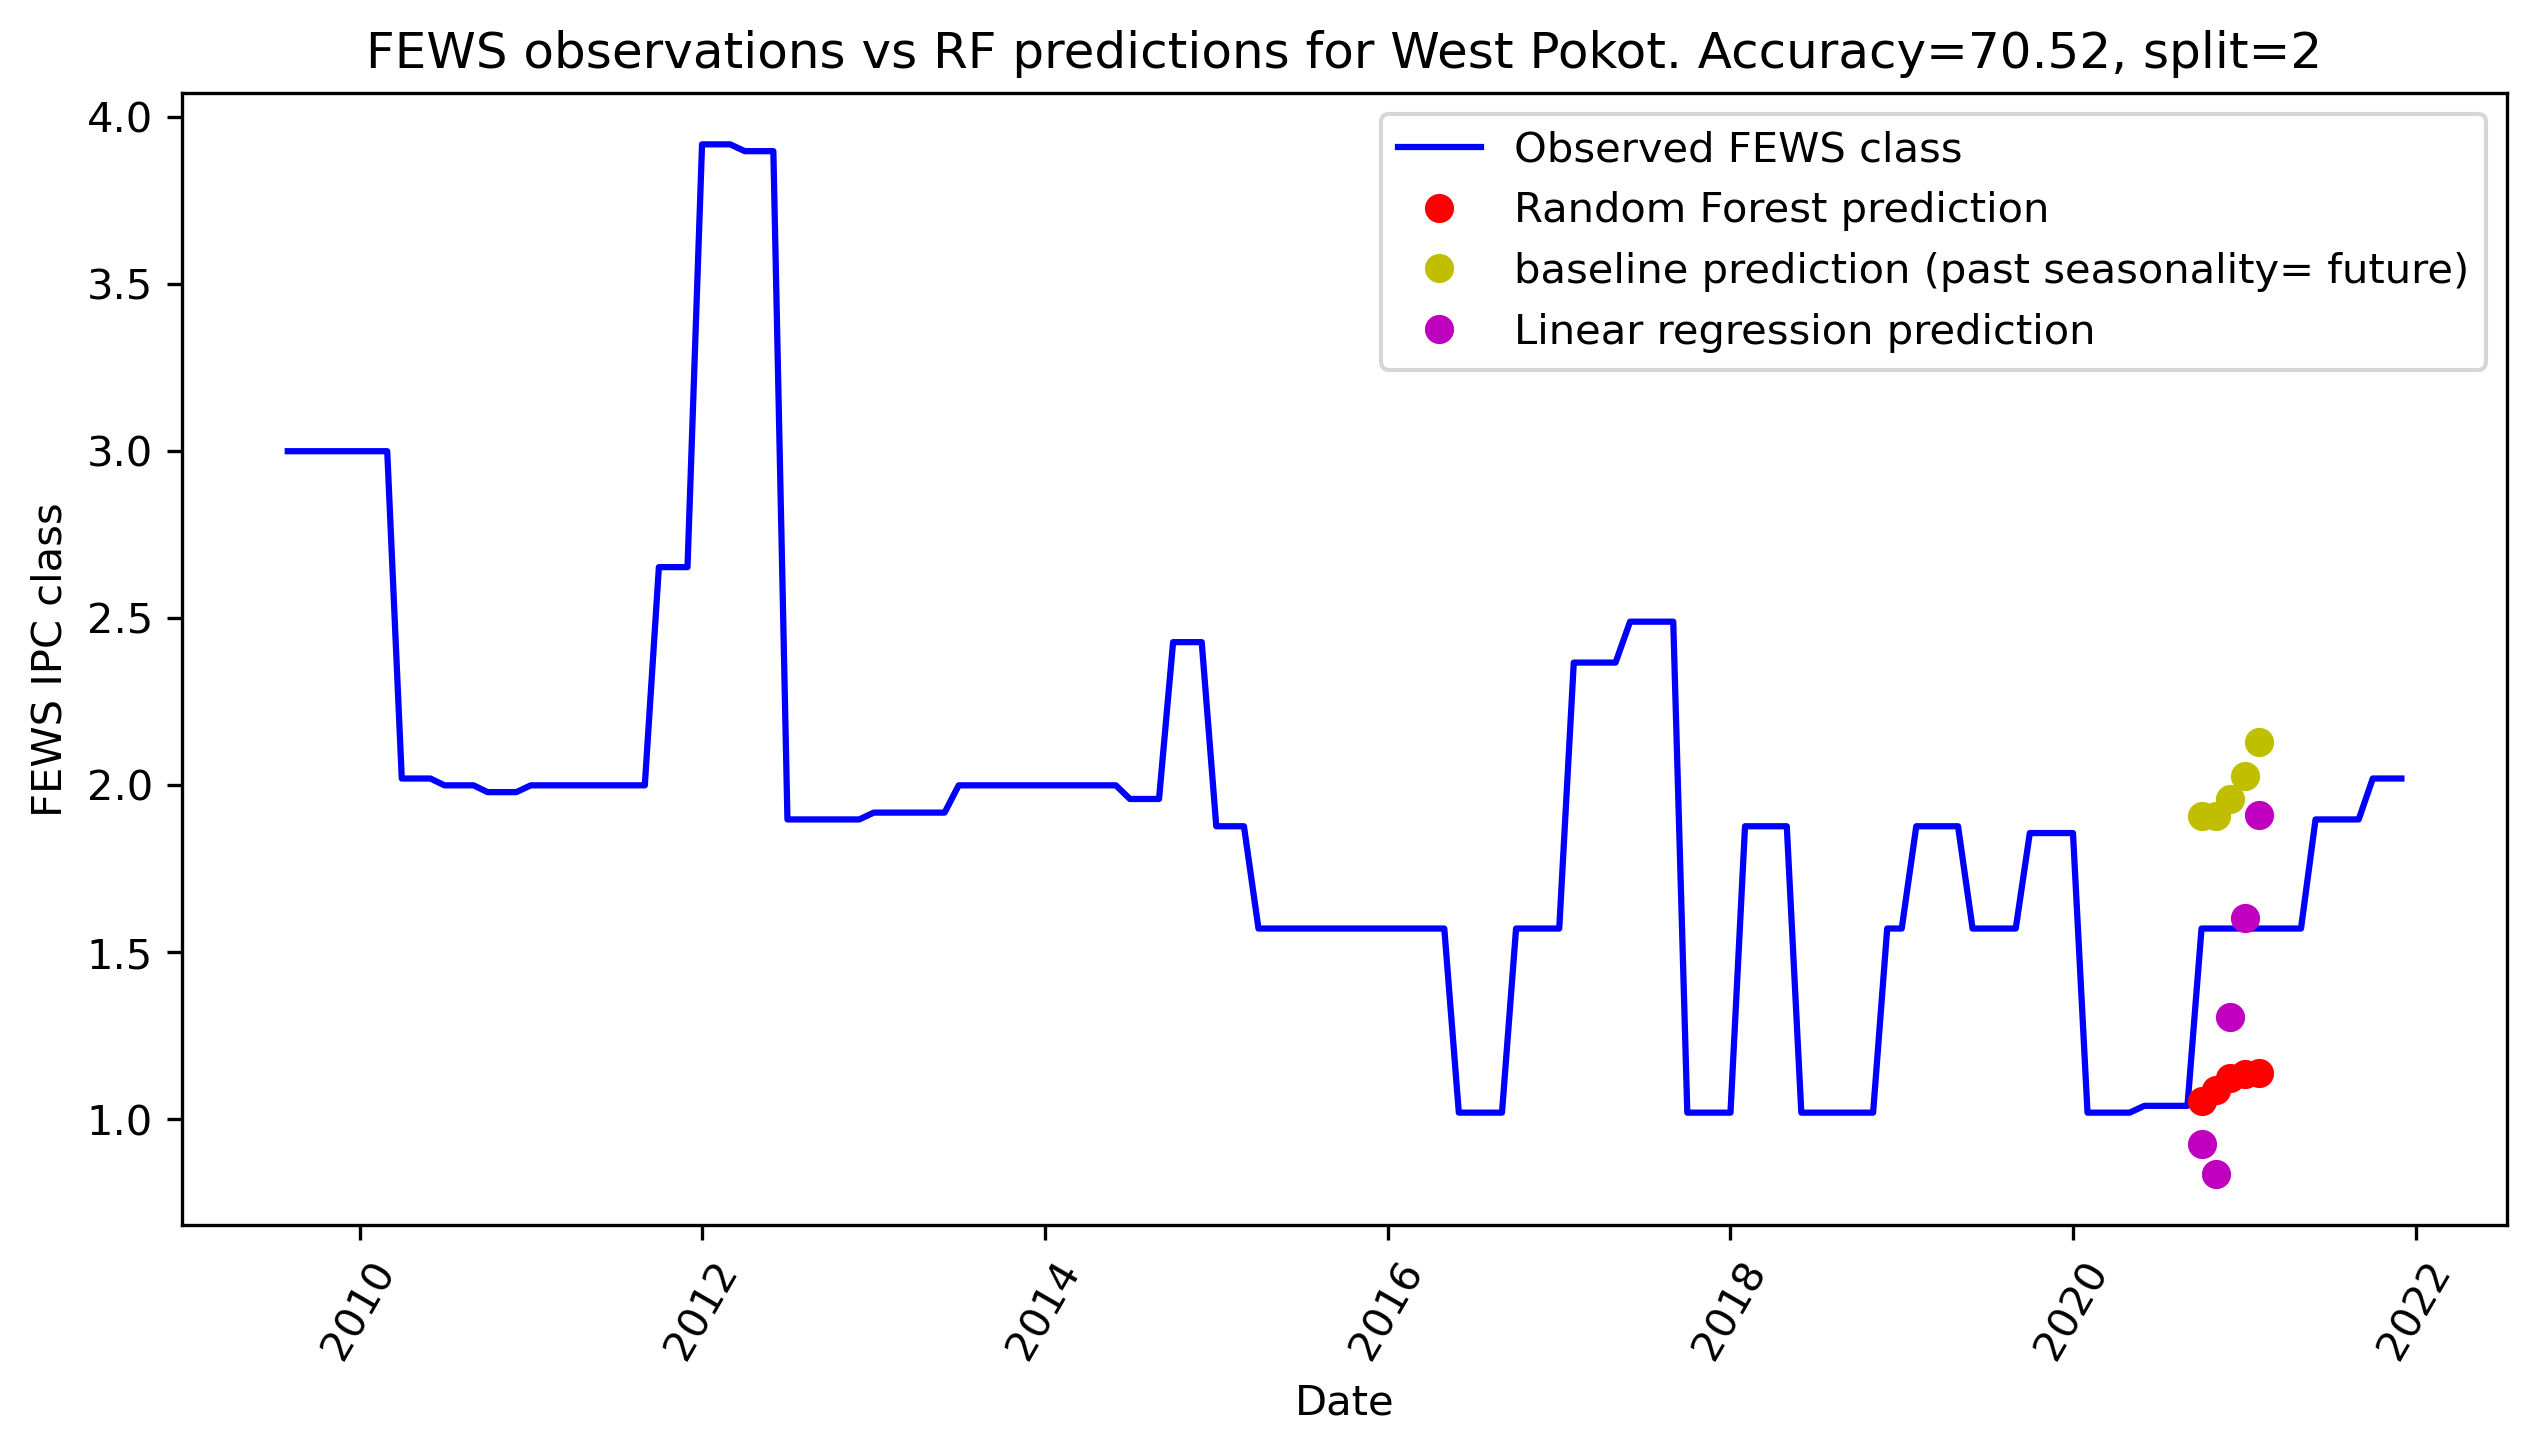 FEWS observations vs RF predictions for West Pokot. Accuracy=70.52, split=2
4.0
3.5
3.0
2.5
2.0
1.5
1.0
FEWS IPC class
Observed FEWS class
Random Forest prediction
baseline prediction (past seasonality= future)
Linear regression prediction
2010
2012
2014
2016
2018
2020
2022
Date